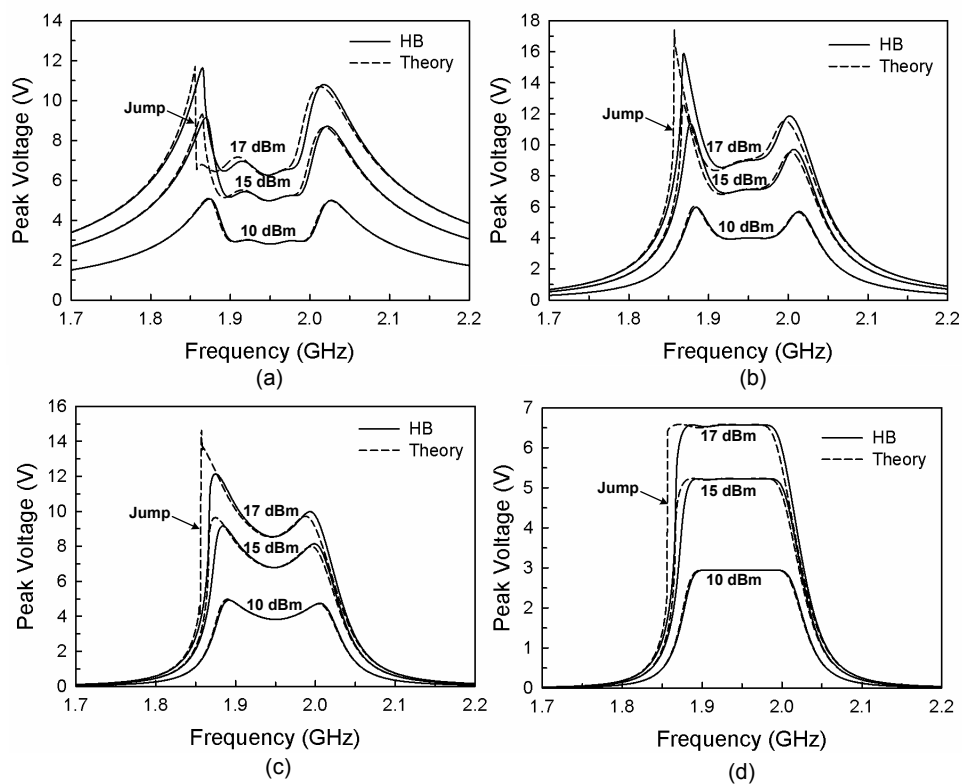 14
12
10
8
6
4
2
0
Peak Voltage (V)
HB
Theory
Jump
17 dBm
15 dBm
10 dBm
1.7 1.8 1.9 2.0 2.1 2.2
Frequency (GHz)
(a)
18
16
14
12
10
8
6
4
2
0
Peak Voltage (V)
HB
Theory
Jump
17 dBm
15 dBm
10 dBm
1.7 1.8 1.9 2.0 2.1 2.2
Frequency (GHz)
(b)
16
14
12
10
8
6
4
2
0
Peak Voltage (V)
HB
Theory
Jump
17 dBm
15 dBm
10 dBm
1.7 1.8 1.9 2.0 2.1 2.2
Frequency (GHz)
(c)
7
6
5
4
3
2
1
0
Peak Voltage (V)
HB
Theory
Jump
17 dBm
15 dBm
10 dBm
1.7 1.8 1.9 2.0 2.1 2.2
Frequency (GHz)
(d)